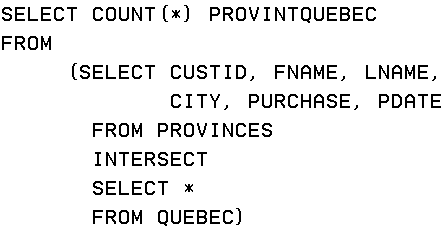 SELECT COUNT(*) PROVINTQUEBEC
FROM
(SELECT CUSTID, FNAME, LNAME,
CITY, PURCHASE, PDATE
FROM PROVINCES
INTERSECT
SELECT *
FROM QUEBEC)